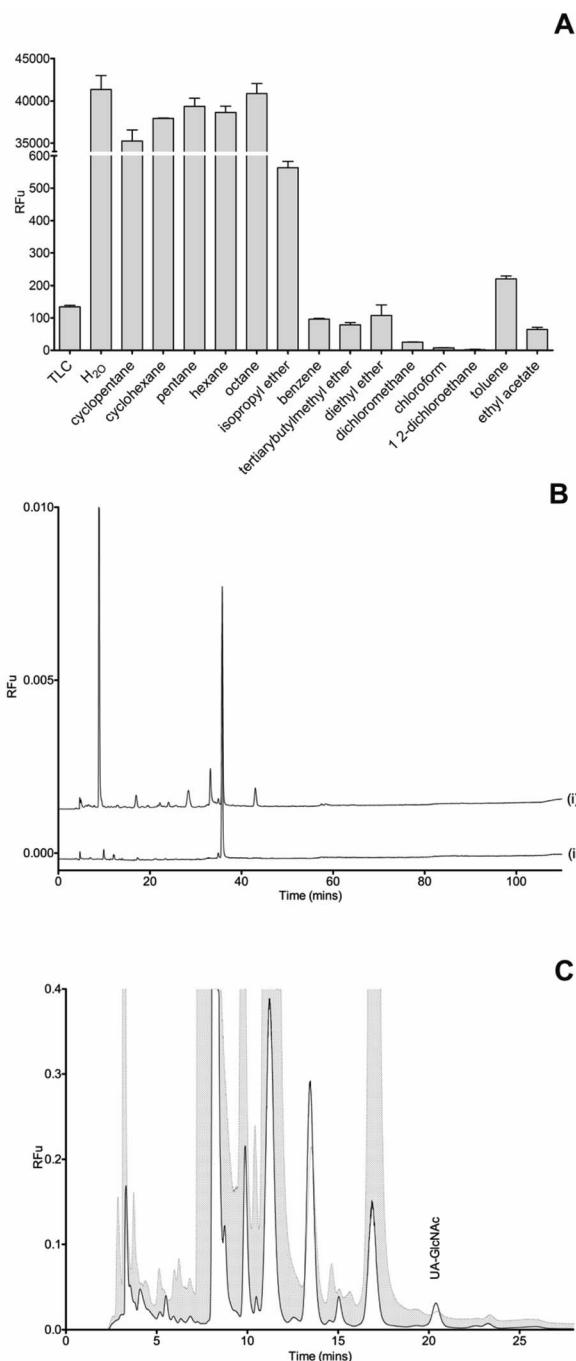 A
45000
40000
35000
600
500
400
300
200
100
0
RFu
TLC
H2O
cyclopentane
cyclohexane
pentane
hexane
octane
isopropyl ether
benzene
tertiarybutylmethyl ether
diethyl ether
dichloromethane
chloroform
1 2-dichloroethane
toluene
ethyl acetate
B
0.010
0.005
0.000
RFu
(i)
(i
0 20 40 60 80 100
Time (mins)
C
0.4
0.3
0.2
0.1
0.0
RFu
UA-GlcNAc
0 5 10 15 20 25
Time (mins)